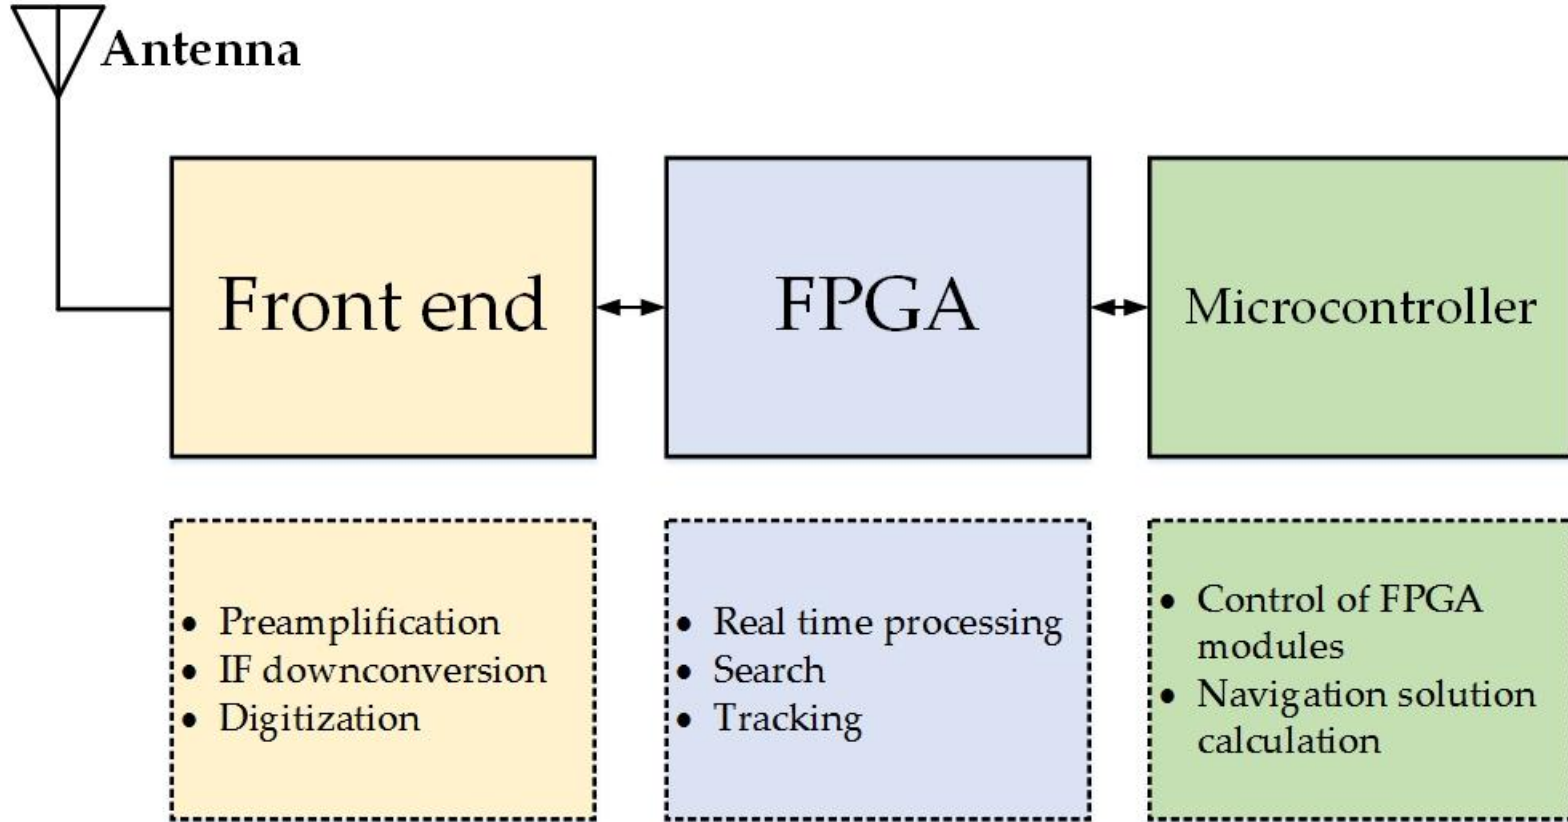 Antenna
Front end
FPGA
Microcontroller
• Preamplification
• IF downconversion
• Digitization
• Real time processing
• Search
• Tracking
• Control of FPGA
modules
• Navigation solution
calculation